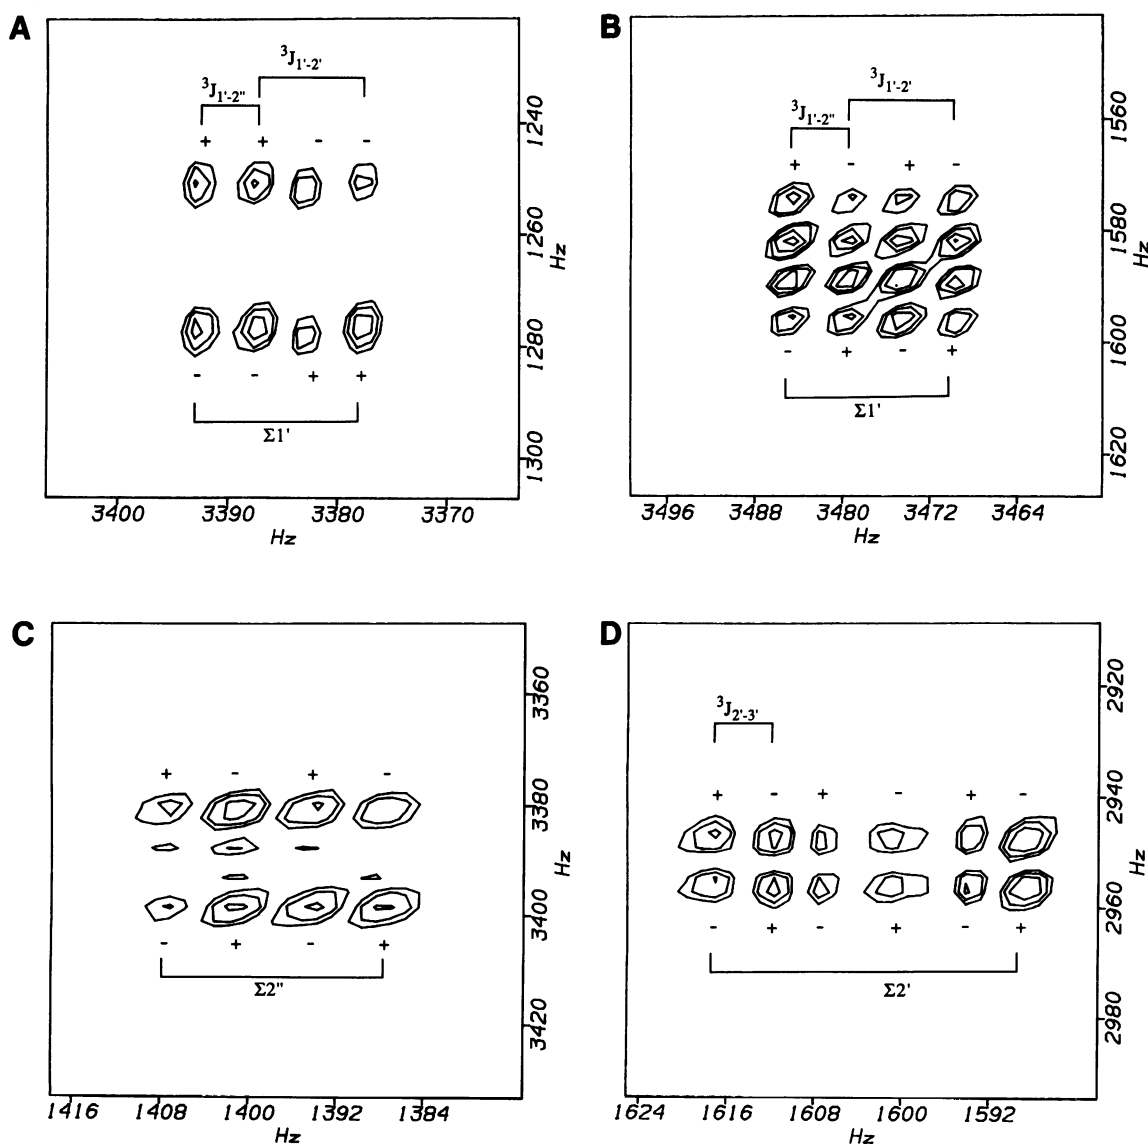 A
³J1'-2'
³J1'-2"
+ + - -
- - + +
Σ1'
1240
1260
1280
1300
Hz
3400 3390 3380 3370
Hz
B
³J1'-2'
³J1'-2"
+ - + -
- + - +
Σ1'
1560
1580
1600
1620
Hz
3496 3488 3480 3472 3464
Hz
C
+ - + -
- + - +
Σ2"
3360
3380
3400
3420
Hz
1416 1408 1400 1392 1384
Hz
D
³J2'-3'
+ - + - + -
- + - + - +
Σ2'
2920
2940
2960
2980
Hz
1624 1616 1608 1600 1592
Hz